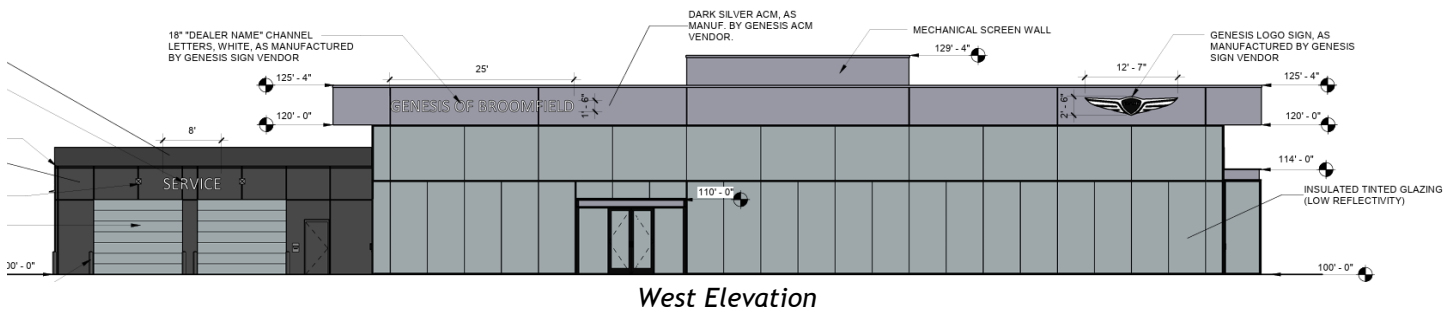 DARK SILVER ACM, AS
MANUF. BY GENESIS ACM
VENDOR.
18" "DEALER NAME" CHANNEL
LETTERS, WHITE, AS MANUFACTURED
BY GENESIS SIGN VENDOR
MECHANICAL SCREEN WALL
GENESIS LOGO SIGN, AS
MANUFACTURED BY GENESIS
SIGN VENDOR
129' - 4"
25'
12' - 7"
125' - 4"
125' - 4"
GENESIS OF BROOMFIELD
1' - 6"
2' - 6"
120' - 0"
120' - 0"
8'
114' - 0"
SERVICE
110' - 0"
INSULATED TINTED GLAZING
(LOW REFLECTIVITY)
00' - 0"
100' - 0"
West Elevation